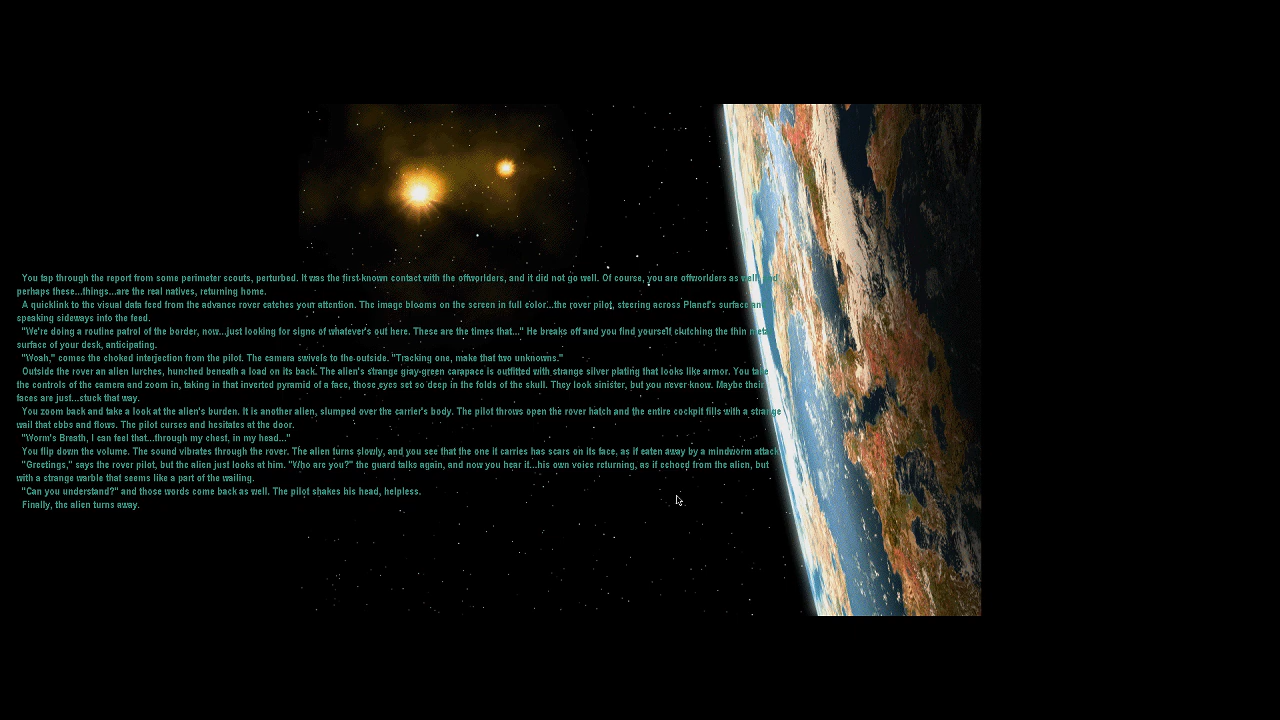 You tap through the report from some perimeter scouts, perturbed. It was the first-known contact with the offworlders, and it did not go well. Of course, you are offworlders as well, and
perhaps these...things...are the real natives, returning home.
A quicklink to the visual data feed from the advance rover catches your attention. The image blooms on the screen in full color...the rover pilot, steering across Planet's surface and
speaking sideways into the feed.
"We're doing a routine patrol of the border, now...just looking for signs of whatever's out here. These are the times that..." He breaks off and you find yourself clutching the thin metal
surface of your desk, anticipating.
"Woah," comes the choked interjection from the pilot. The camera swivels to the outside. "Tracking one, make that two unknowns."
Outside the rover an alien lurches, hunched beneath a load on its back. The alien's strange gray-green carapace is outfitted with strange silver plating that looks like armor. You take
the controls of the camera and zoom in, taking in that inverted pyramid of a face, those eyes set so deep in the folds of the skull. They look sinister, but you never know. Maybe their
faces are just...stuck that way.
You zoom back and take a look at the alien's burden. It is another alien, slumped over the carrier's body. The pilot throws open the rover hatch and the entire cockpit fills with a strange
wail that ebbs and flows. The pilot curses and hesitates at the door.
"Worm's Breath, I can feel that...through my chest, in my head..."
You flip down the volume. The sound vibrates through the rover. The alien turns slowly, and you see that the one it carries has scars on its face, as if eaten away by a mindworm attack.
"Greetings," says the rover pilot, but the alien just looks at him. "Who are you?" the guard talks again, and now you hear it...his own voice returning, as if echoed from the alien, but
with a strange warble that seems like a part of the wailing.
"Can you understand?" and those words come back as well. The pilot shakes his head, helpless.
Finally, the alien turns away.